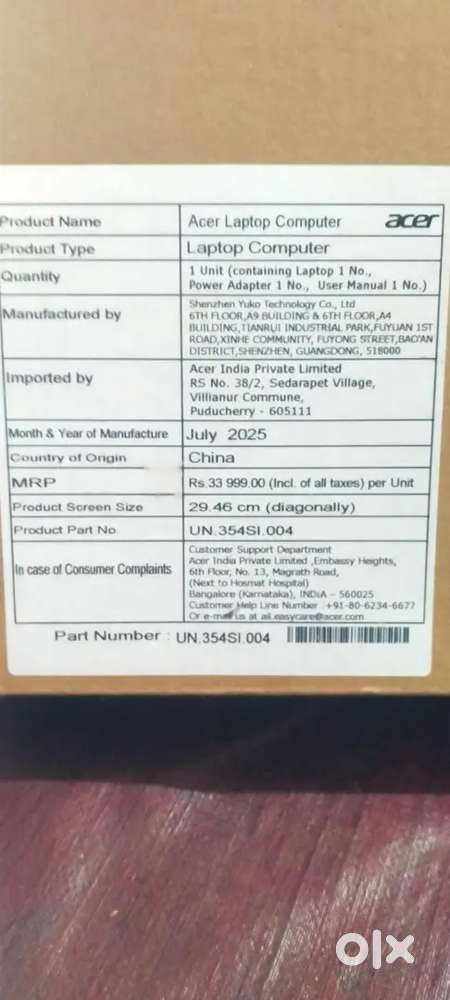 Product Name Acer Laptop Computer acer
Product Type Laptop Computer
Quantity 1 Unit (containing Laptop 1 No.,
Power Adapter 1 No., User Manual 1 No.)
Manufactured by Shenzhen Yuko Technology Co., Ltd
6TH FLOOR,A9 BUILDING & 6TH FLOOR,A4
BUILDING,TIANRUI INDUSTRIAL PARK,FUYUAN 1ST
ROAD,XINHE COMMUNITY, FUYONG STREET,BAO'AN
DISTRICT,SHENZHEN, GUANGDONG, 518000
Imported by Acer India Private Limited
RS No. 38/2, Sedarapet Village,
Villianur Commune,
Puducherry - 605111
Month & Year of Manufacture July 2025
Country of Origin China
MRP Rs.33 999.00 (Incl. of all taxes) per Unit
Product Screen Size 29.46 cm (diagonally)
Product Part No. UN.354SI.004
In case of Consumer Complaints Customer Support Department
Acer India Private Limited ,Embassy Heights,
6th Floor, No. 13, Magrath Road,
(Next to Hosmat Hospital)
Bangalore (Karnataka), INDIA - 560025
Customer Help Line Number :+91-80-6234-6677
Or e-mail us at ail.easycare@acer.com
Part Number : UN.354SI.004
olx